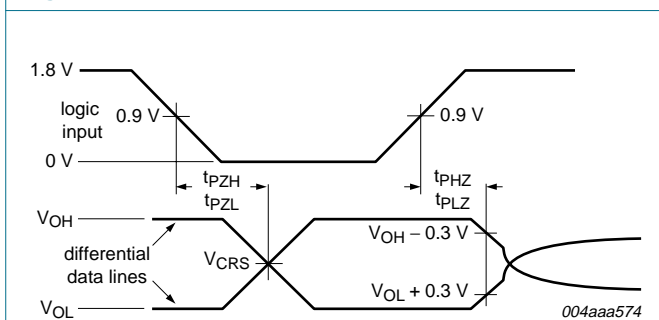 1.8 V
logic
input
0.9 V
0.9 V
0 V
tPZH
tPZL
tPHZ
tPLZ
VOH
VOH − 0.3 V
differential
data lines
VCRS
VOL + 0.3 V
VOL
004aaa574